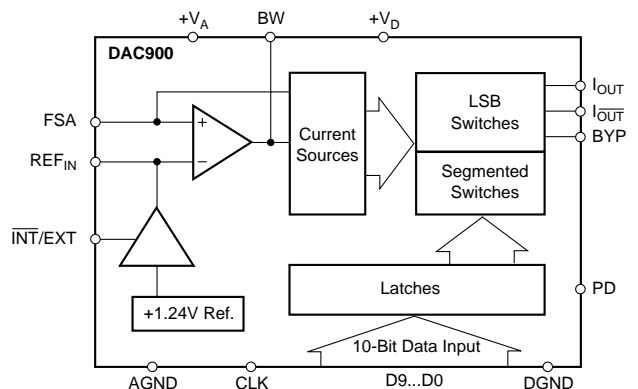 +VA
BW
+VD
DAC900
FSA
REFIN
INT/EXT
+
–
Current
Sources
LSB
Switches
Segmented
Switches
IOUT
IOUT
BYP
PD
Latches
+1.24V Ref.
10-Bit Data Input
AGND
CLK
D9...D0
DGND